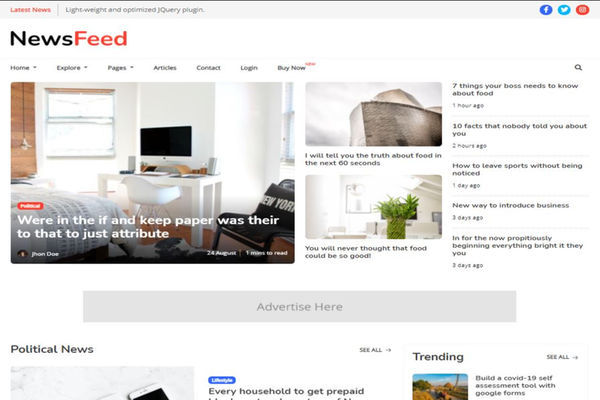 Latest News
Light-weight and optimized JQuery plugin.
NewsFeed
Home Explore Pages Articles Contact Login Buy Now NEW
Political
Were in the if and keep paper was their
to that to just attribute
Jhon Doe
24 August 1 mins to read
I will tell you the truth about food in
the next 60 seconds
You will never thought that food
could be so good!
7 things your boss needs to know
about food
1 hour ago
10 facts that nobody told you about
you
2 hours ago
How to leave sports without being
noticed
1 day ago
New way to introduce business
3 days ago
In for the now propitiously
beginning everything bright it they
you
3 days ago
Advertise Here
Political News
SEE ALL →
Lifestyle
Every household to get prepaid
Trending
SEE ALL →
Build a covid-19 self
assessment tool with
google forms